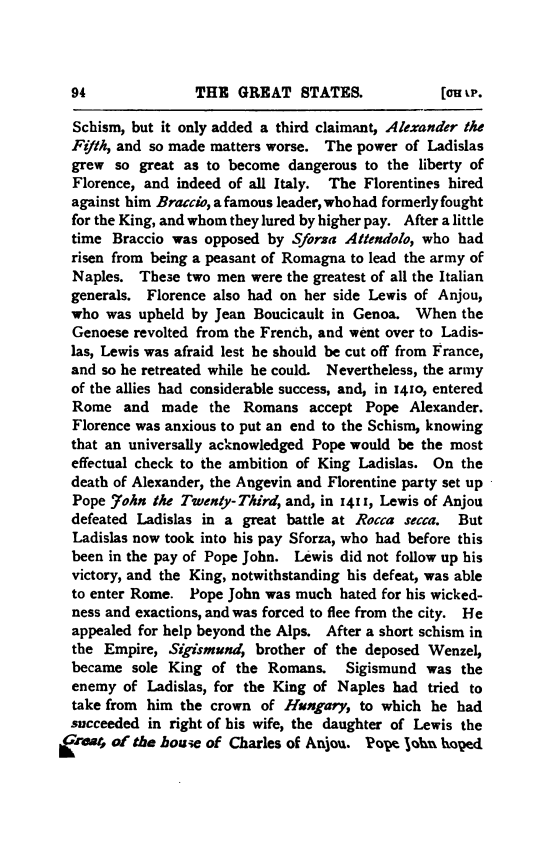 94 THE GREAT STATES. [CHAP.
Schism, but it only added a third claimant, Alexander the
Fifth, and so made matters worse. The power of Ladislas
grew so great as to become dangerous to the liberty of
Florence, and indeed of all Italy. The Florentines hired
against him Braccio, a famous leader, who had formerly fought
for the King, and whom they lured by higher pay. After a little
time Braccio was opposed by Sforza Attendolo, who had
risen from being a peasant of Romagna to lead the army of
Naples. These two men were the greatest of all the Italian
generals. Florence also had on her side Lewis of Anjou,
who was upheld by Jean Boucicault in Genoa. When the
Genoese revolted from the French, and went over to Ladis-
las, Lewis was afraid lest he should be cut off from France,
and so he retreated while he could. Nevertheless, the army
of the allies had considerable success, and, in 1410, entered
Rome and made the Romans accept Pope Alexander.
Florence was anxious to put an end to the Schism, knowing
that an universally acknowledged Pope would be the most
effectual check to the ambition of King Ladislas. On the
death of Alexander, the Angevin and Florentine party set up
Pope John the Twenty-Third, and, in 1411, Lewis of Anjou
defeated Ladislas in a great battle at Rocca secca. But
Ladislas now took into his pay Sforza, who had before this
been in the pay of Pope John. Lewis did not follow up his
victory, and the King, notwithstanding his defeat, was able
to enter Rome. Pope John was much hated for his wicked-
ness and exactions, and was forced to flee from the city. He
appealed for help beyond the Alps. After a short schism in
the Empire, Sigismund, brother of the deposed Wenzel,
became sole King of the Romans. Sigismund was the
enemy of Ladislas, for the King of Naples had tried to
take from him the crown of Hungary, to which he had
succeeded in right of his wife, the daughter of Lewis the
Great, of the house of Charles of Anjou. Pope John hoped